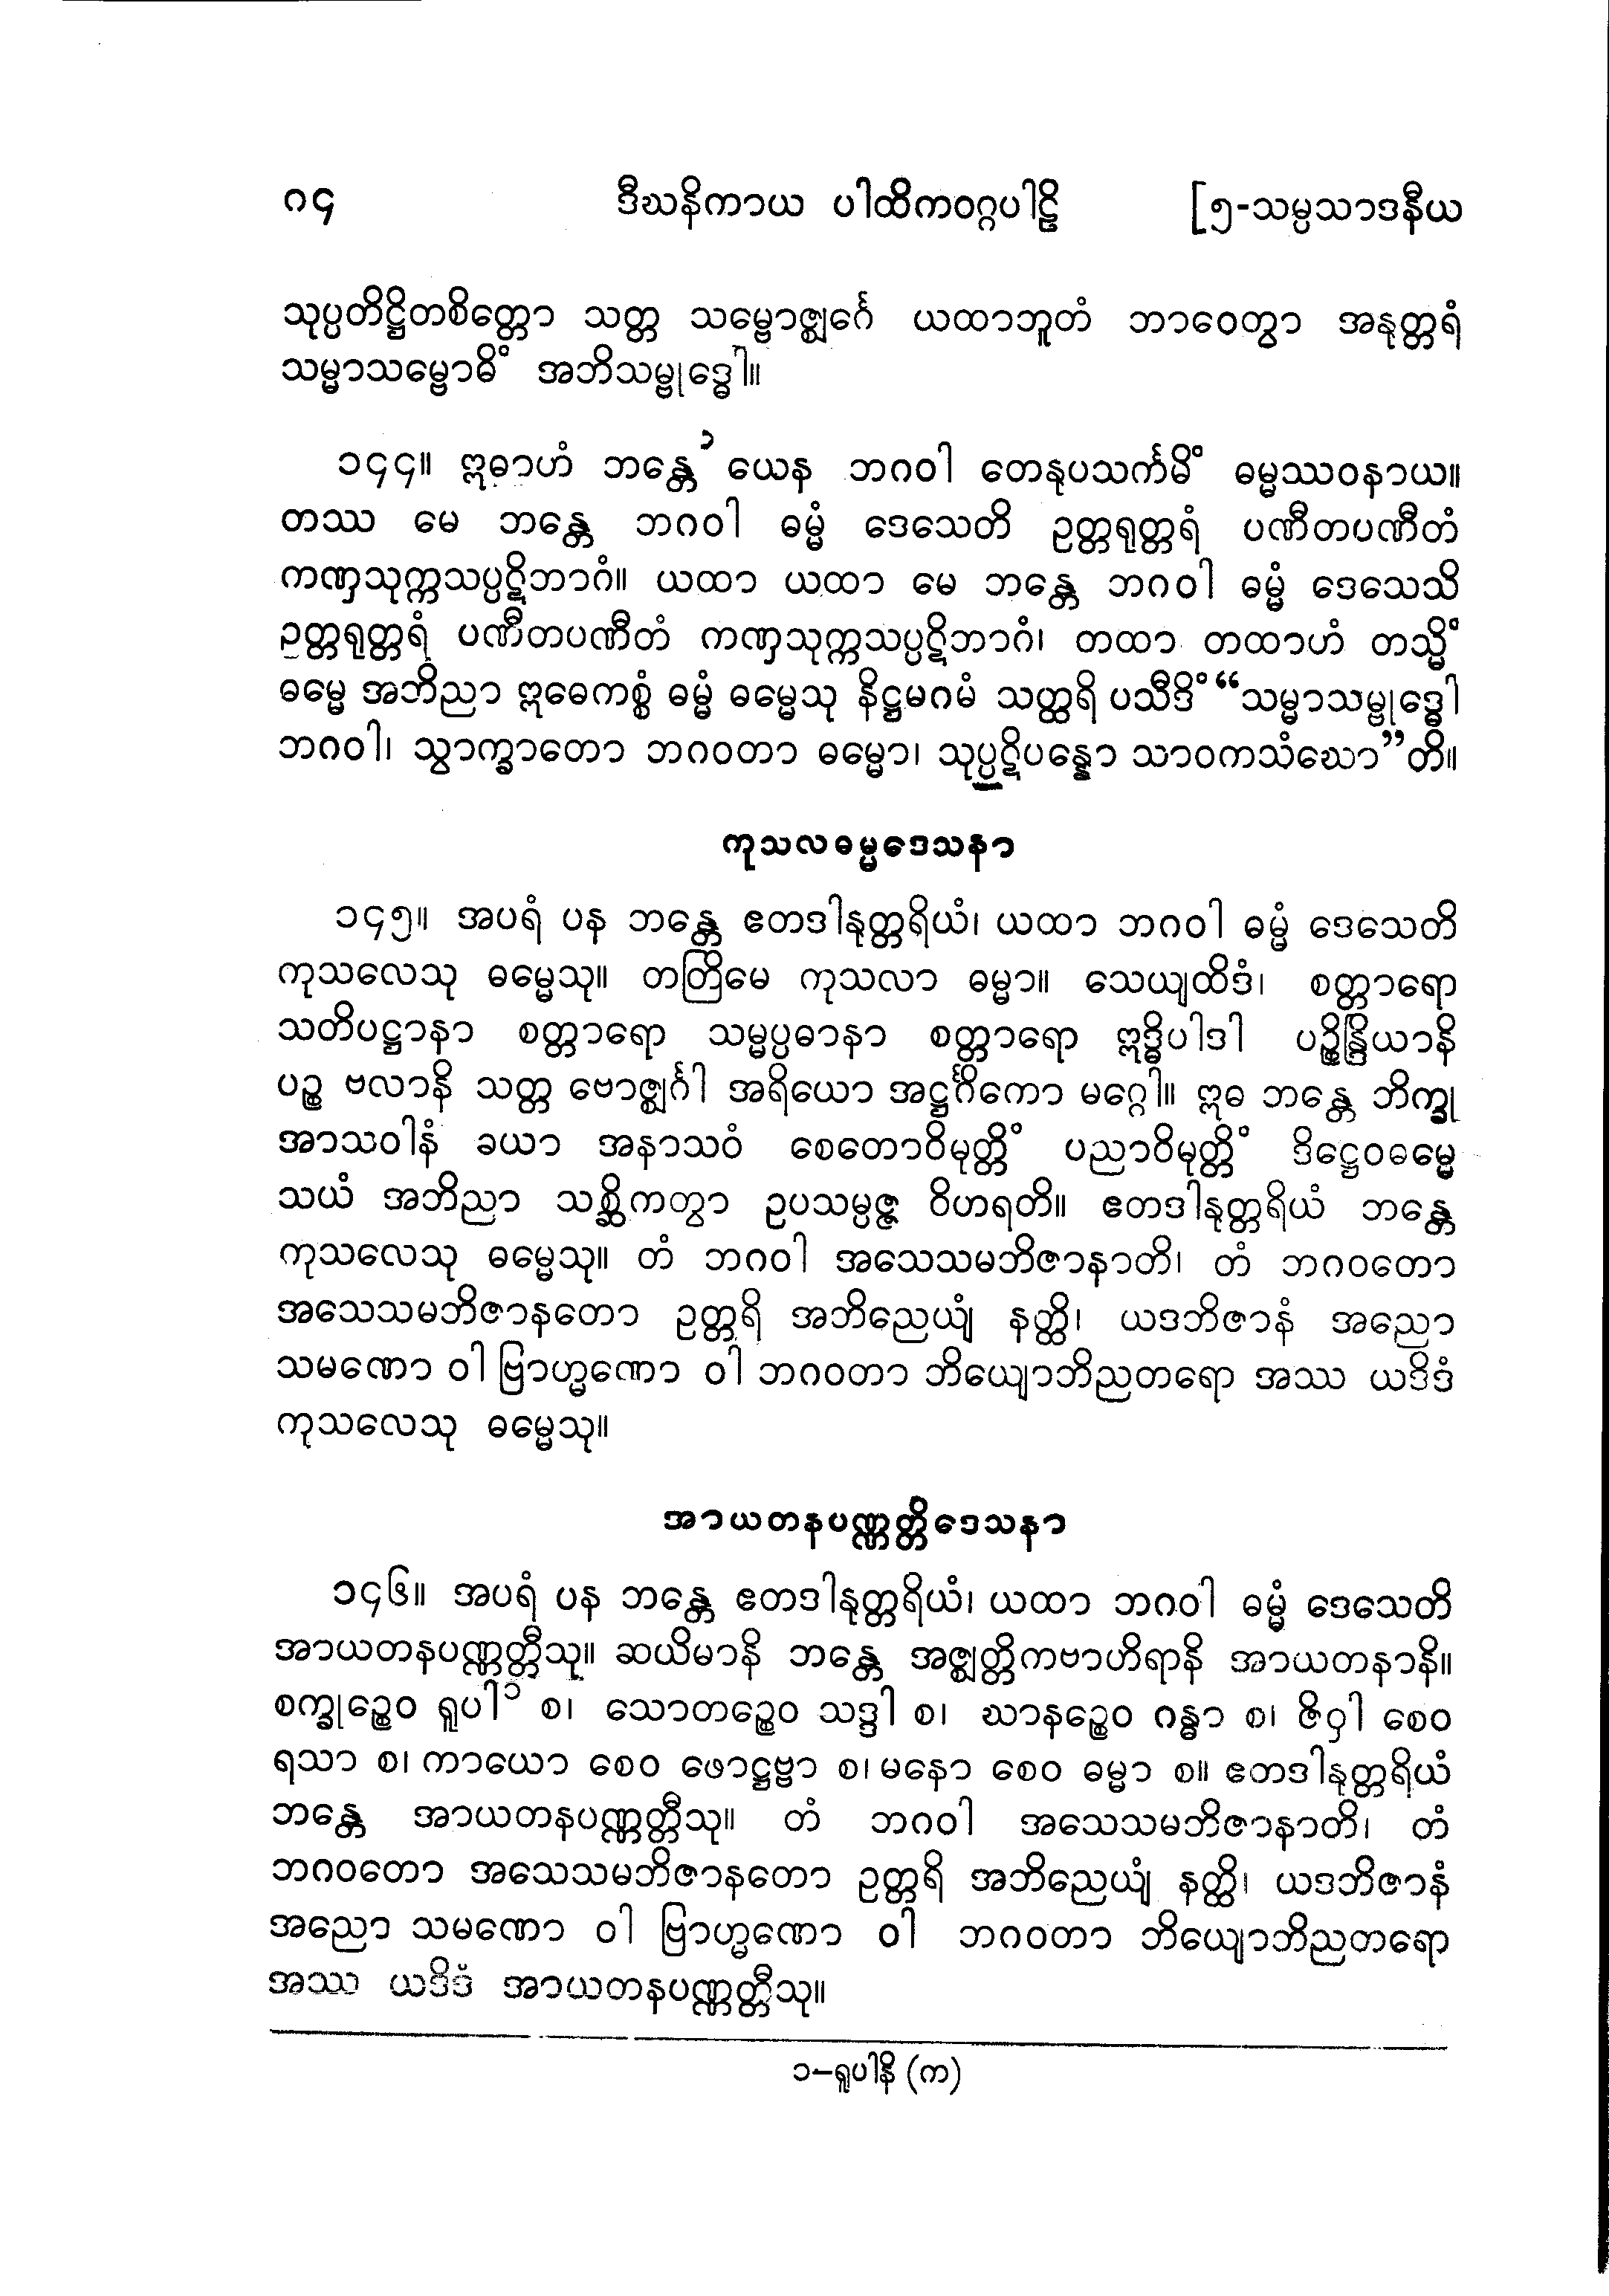 ၈၄ ဒီဃနိကာယ ပါထိကဝဂ္ဂပါဠိ [၅-သမ္ပသာဒနီယ
သုပ္ပတိဋ္ဌိတစိတ္တော သတ္တ သမ္ဗောဇ္ဈင်္ဂေ ယထာဘူတံ ဘာဝေတွာ အနုတ္တရံ
သမ္မာသမ္ဗောဓိံ အဘိသမ္ဗုဒ္ဓေါ။
၁၄၄။ ဣဓာဟံ ဘန္တေ ယေန ဘဂဝါ တေနုပသင်္ကမိံ ဓမ္မဿဝနာယ။
တဿ မေ ဘန္တေ ဘဂဝါ ဓမ္မံ ဒေသေတိ ဥတ္တရုတ္တရံ ပဏီတပဏီတံ
ကဏှသုက္ကသပ္ပဋိဘာဂံ။ ယထာ ယထာ မေ ဘန္တေ ဘဂဝါ ဓမ္မံ ဒေသေသိ
ဥတ္တရုတ္တရံ ပဏီတပဏီတံ ကဏှသုက္ကသပ္ပဋိဘာဂံ၊ တထာ တထာဟံ တသ္မိံ
ဓမ္မေ အဘိညာ ဣဓေကစ္စံ ဓမ္မံ ဓမ္မေသု နိဋ္ဌမဂမံ သတ္ထရိ ပသီဒိံ “သမ္မာသမ္ဗုဒ္ဓေါ
ဘဂဝါ၊ သွာက္ခာတော ဘဂဝတာ ဓမ္မော၊ သုပ္ပဋိပန္နော သာဝကသံဃော”တိ။
ကုသလဓမ္မဒေသနာ
၁၄၅။ အပရံ ပန ဘန္တေ ဧတဒါနုတ္တရိယံ၊ ယထာ ဘဂဝါ ဓမ္မံ ဒေသေတိ
ကုသလေသု ဓမ္မေသု။ တတြိမေ ကုသလာ ဓမ္မာ။ သေယျထိဒံ၊ စတ္တာရော
သတိပဋ္ဌာနာ စတ္တာရော သမ္မပ္ပဓာနာ စတ္တာရော ဣဒ္ဓိပါဒါ ပဉ္စိန္ဒြိယာနိ
ပဉ္စ ဗလာနိ သတ္တ ဗောဇ္ဈင်္ဂါ အရိယော အဋ္ဌင်္ဂိကော မဂ္ဂေါ။ ဣဓ ဘန္တေ ဘိက္ခု
အာသဝါနံ ခယာ အနာသဝံ စေတောဝိမုတ္တိံ ပညာဝိမုတ္တိံ ဒိဋ္ဌေဝဓမ္မေ
သယံ အဘိညာ သစ္ဆိကတွာ ဥပသမ္ပဇ္ဇ ဝိဟရတိ။ ဧတဒါနုတ္တရိယံ ဘန္တေ
ကုသလေသု ဓမ္မေသု။ တံ ဘဂဝါ အသေသမဘိဇာနာတိ၊ တံ ဘဂဝတော
အသေသမဘိဇာနတော ဥတ္တရိ အဘိညေယျံ နတ္ထိ၊ ယဒဘိဇာနံ အညော
သမဏော ဝါ ဗြာဟ္မဏော ဝါ ဘဂဝတာ ဘိယျောဘိညတရော အဿ ယဒိဒံ
ကုသလေသု ဓမ္မေသု။
အာယတနပဏ္ဏတ္တိဒေသနာ
၁၄၆။ အပရံ ပန ဘန္တေ ဧတဒါနုတ္တရိယံ၊ ယထာ ဘဂဝါ ဓမ္မံ ဒေသေတိ
အာယတနပဏ္ဏတ္တီသု။ ဆယိမာနိ ဘန္တေ အဇ္ဈတ္တိကဗာဟိရာနိ အာယတနာနိ။
စက္ခုဉ္စေဝ ရူပါ၁ စ၊ သောတဉ္စေဝ သဒ္ဒါ စ၊ ဃာနဉ္စေဝ ဂန္ဓာ စ၊ ဇိဝှါ စေဝ
ရသာ စ၊ ကာယော စေဝ ဖောဋ္ဌဗ္ဗာ စ၊ မနော စေဝ ဓမ္မာ စ။ ဧတဒါနုတ္တရိယံ
ဘန္တေ အာယတနပဏ္ဏတ္တီသု။ တံ ဘဂဝါ အသေသမဘိဇာနာတိ၊ တံ
ဘဂဝတော အသေသမဘိဇာနတော ဥတ္တရိ အဘိညေယျံ နတ္ထိ၊ ယဒဘိဇာနံ
အညော သမဏော ဝါ ဗြာဟ္မဏော ဝါ ဘဂဝတာ ဘိယျောဘိညတရော
အဿ ယဒိဒံ အာယတနပဏ္ဏတ္တီသု။
၁–ရူပါနိ (က)